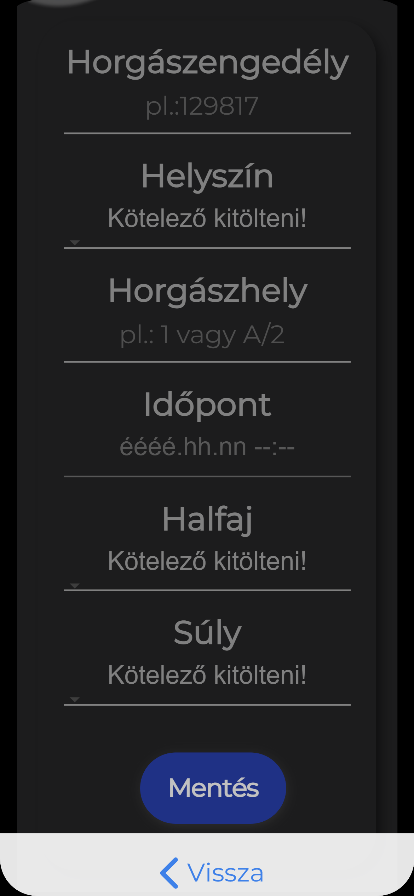 Horgászengedély
pl.:129817
Helyszín
Kötelező kitölteni!
Horgászhely
pl.: 1 vagy A/2
Időpont
éééé.hh.nn --:--
Halfaj
Kötelező kitölteni!
Súly
Kötelező kitölteni!
Mentés
Vissza